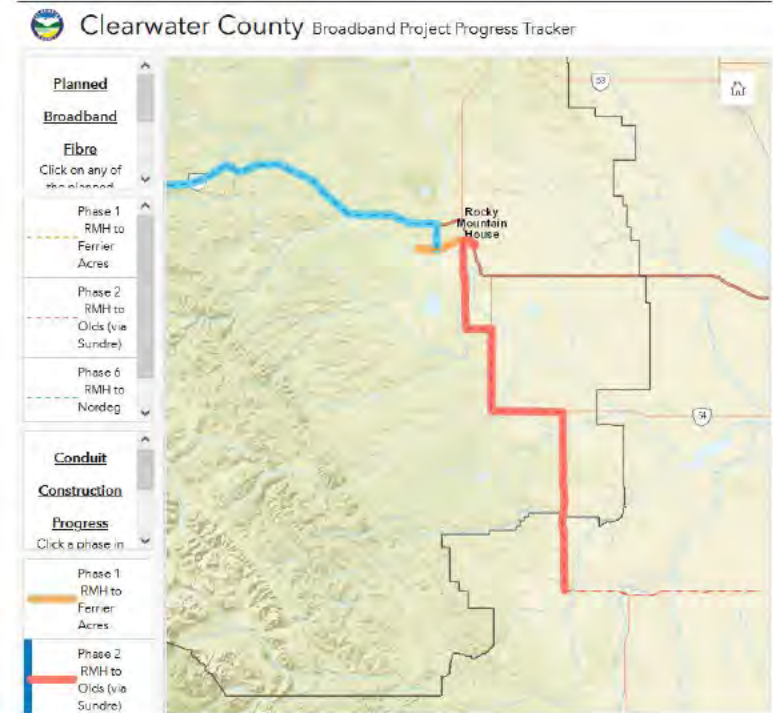 Clearwater County Broadband Project Progress Tracker
Planned
Broadband
Fibre
Click on any of
the planned
Phase 1
RMH to
Ferrier
Acres
Phase 2
RMH to
Olds (via
Sundre)
Phase 6
RMH to
Nordeg
Conduit
Construction
Progress
Click a phase in
Phase 1
RMH to
Ferrier
Acres
Phase 2
RMH to
Olds (via
Sundre)
53
Rocky
Mountain
House
54